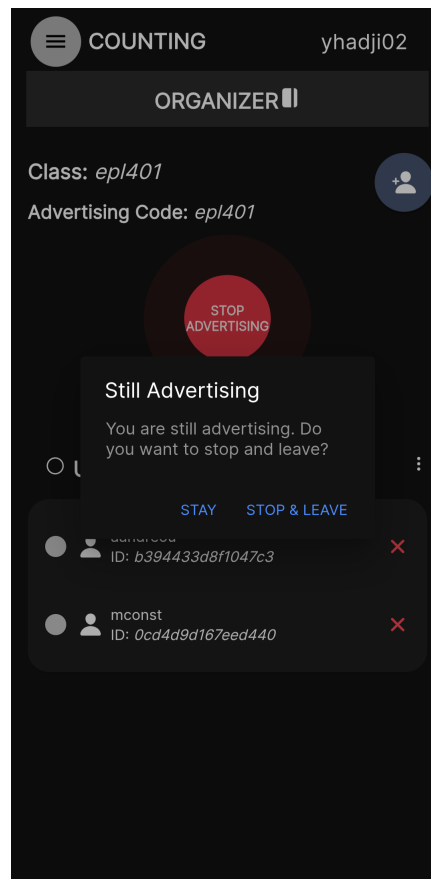 COUNTING
yhadji02
ORGANIZER
Class: epl401
Advertising Code: epl401
STOP
ADVERTISING
Still Advertising
You are still advertising. Do
you want to stop and leave?
STAY
STOP & LEAVE
ID: b394433d8f1047c3
mconst
ID: 0cd4d9d167eed440